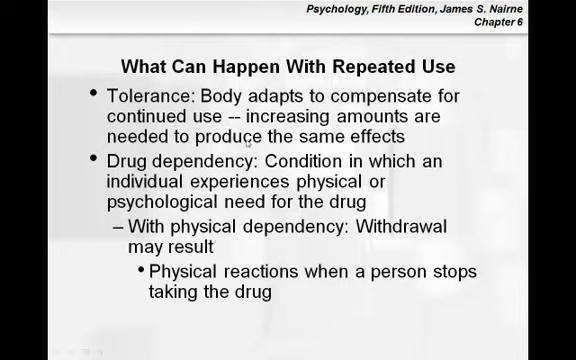 Psychology, Fifth Edition, James S. Nairne
Chapter 6
What Can Happen With Repeated Use
• Tolerance: Body adapts to compensate for
continued use -- increasing amounts are
needed to produce the same effects
• Drug dependency: Condition in which an
individual experiences physical or
psychological need for the drug
– With physical dependency: Withdrawal
may result
• Physical reactions when a person stops
taking the drug